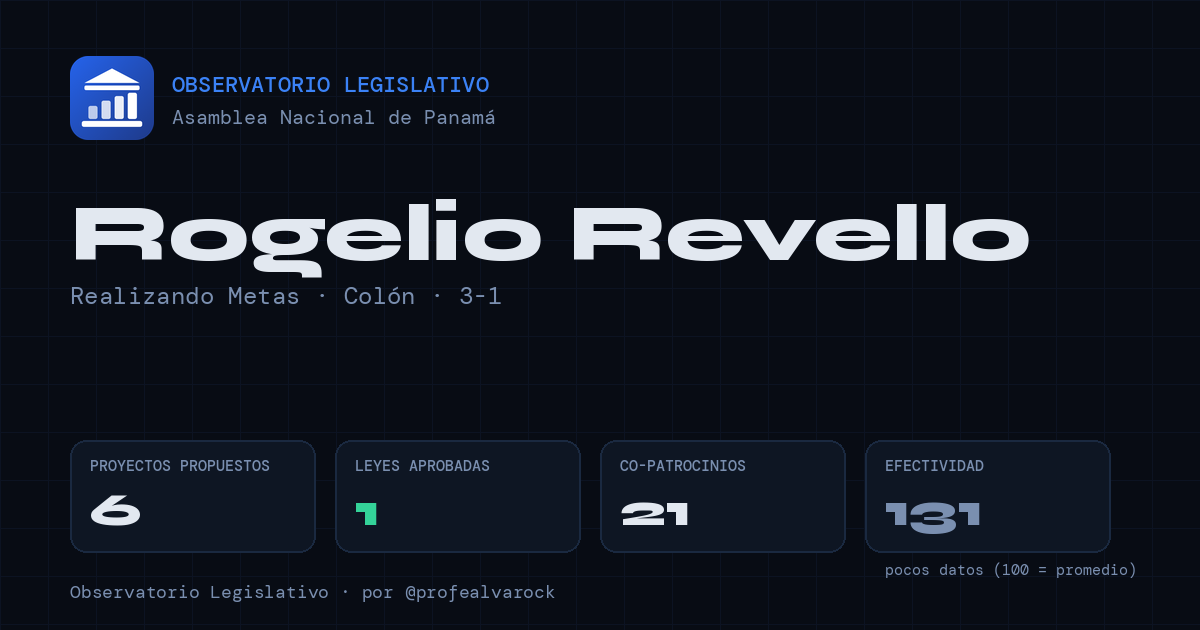 OBSERVATORIO LEGISLATIVO
Asamblea Nacional de Panamá
Rogelio Revello
Realizando Metas · Colón · 3-1
PROYECTOS PROPUESTOS
6
LEYES APROBADAS
1
CO-PATROCINIOS
21
EFECTIVIDAD
131
pocos datos (100 = promedio)
Observatorio Legislativo · por @profealvarock